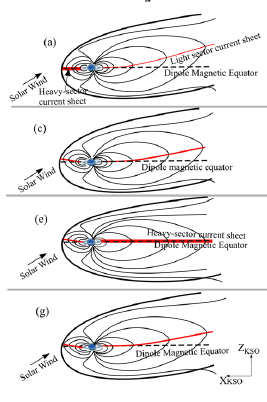 (a)
Light sector current sheet
Dipole Magnetic Equator
Solar Wind
Heavy-sector
current sheet
(c)
Dipole magnetic equator
Solar Wind
(e)
Heavy-sector current sheet
Dipole Magnetic Equator
Solar Wind
(g)
Dipole Magnetic Equator
Solar Wind
ZKSO
XKSO